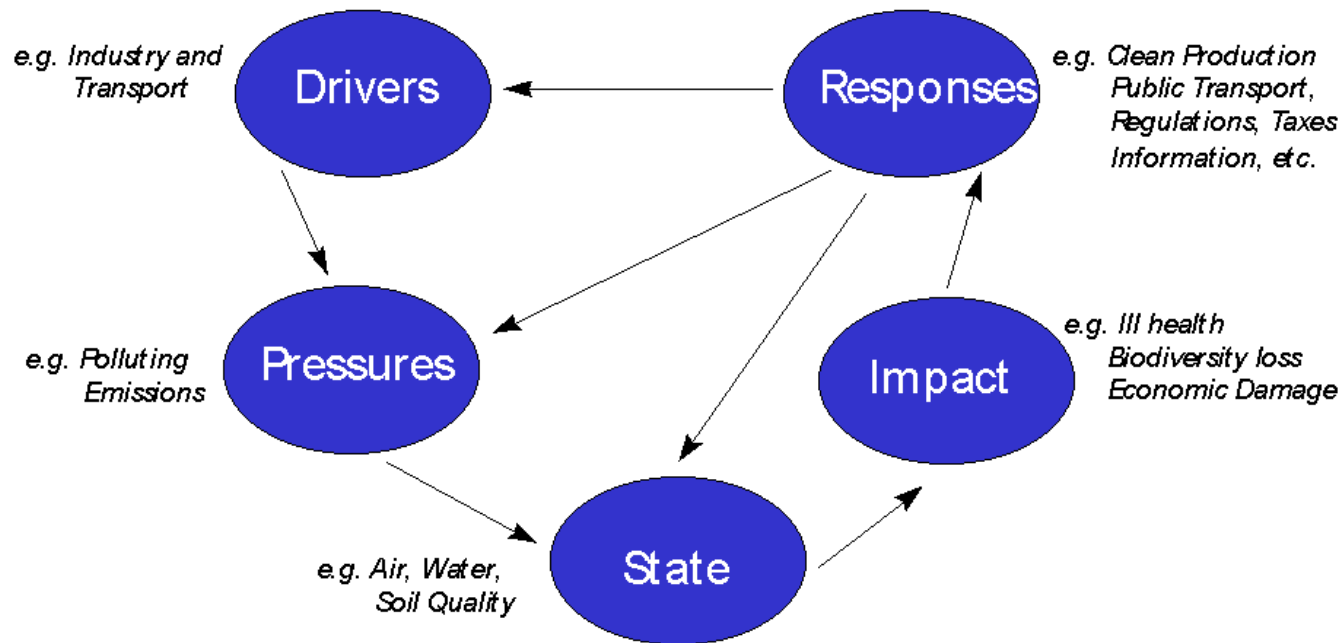 e.g. Industry and
Transport
Drivers
Responses
e.g. Clean Production
Public Transport,
Regulations, Taxes
Information, etc.
e.g. Polluting
Emissions
Pressures
Impact
e.g. Ill health
Biodiversity loss
Economic Damage
e.g. Air, Water,
Soil Quality
State